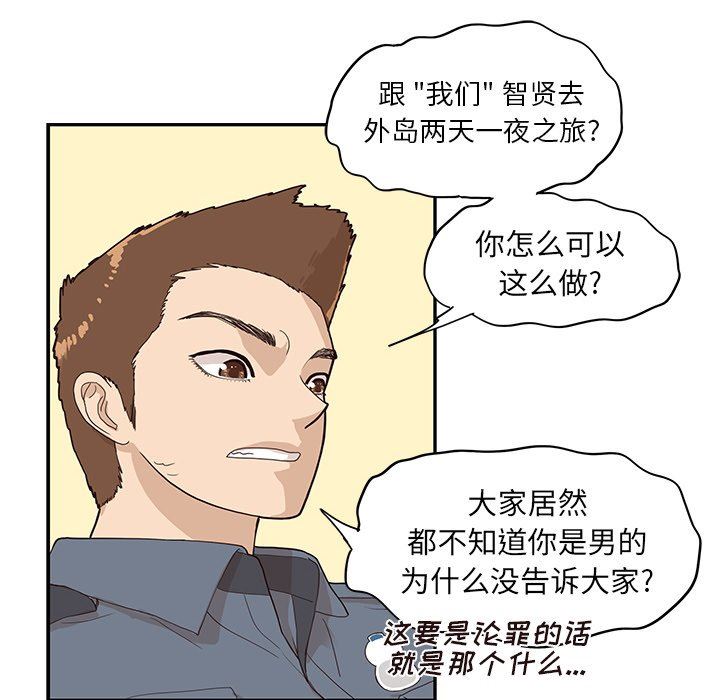 跟 "我们" 智贤去
外岛两天一夜之旅?
你怎么可以
这么做?
大家居然
都不知道你是男的
为什么没告诉大家?
这要是论罪的话
就是那个什么...